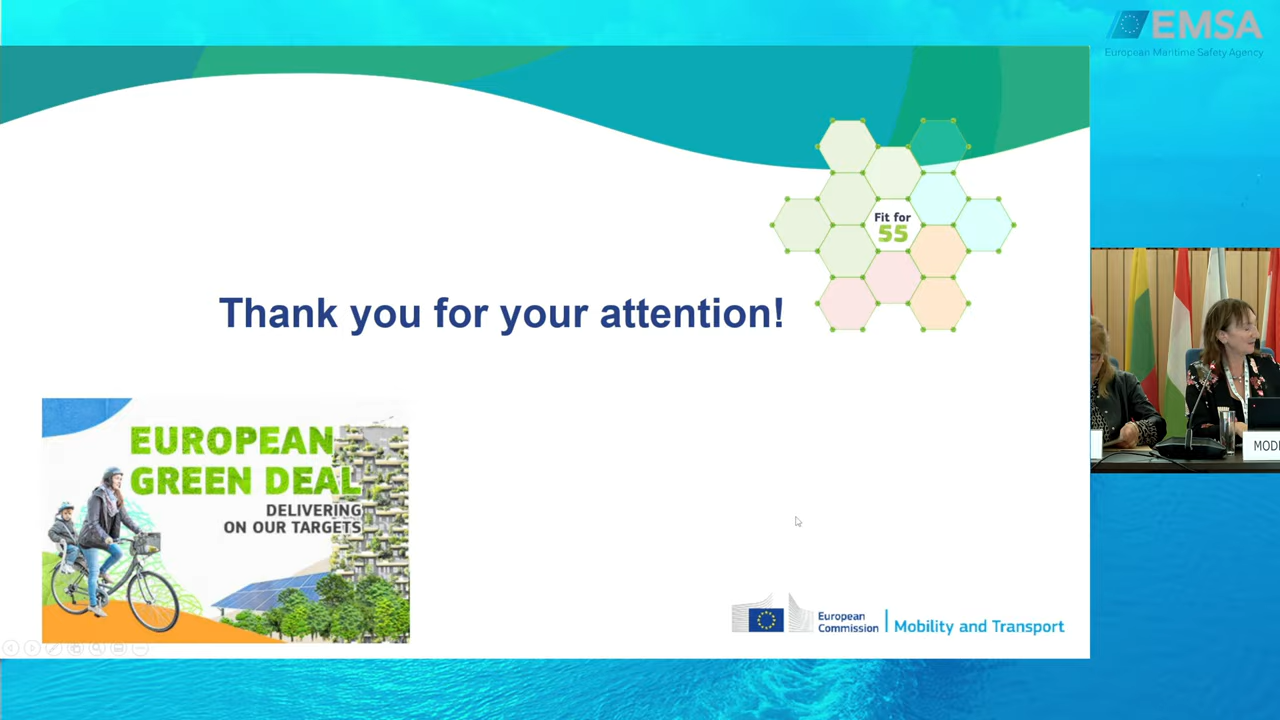 EMSA
European Maritime Safety Agency
Fit for
55
Thank you for your attention!
EUROPEAN
GREEN DEAL
DELIVERING
ON OUR TARGETS
European
Commission
Mobility and Transport
MOD